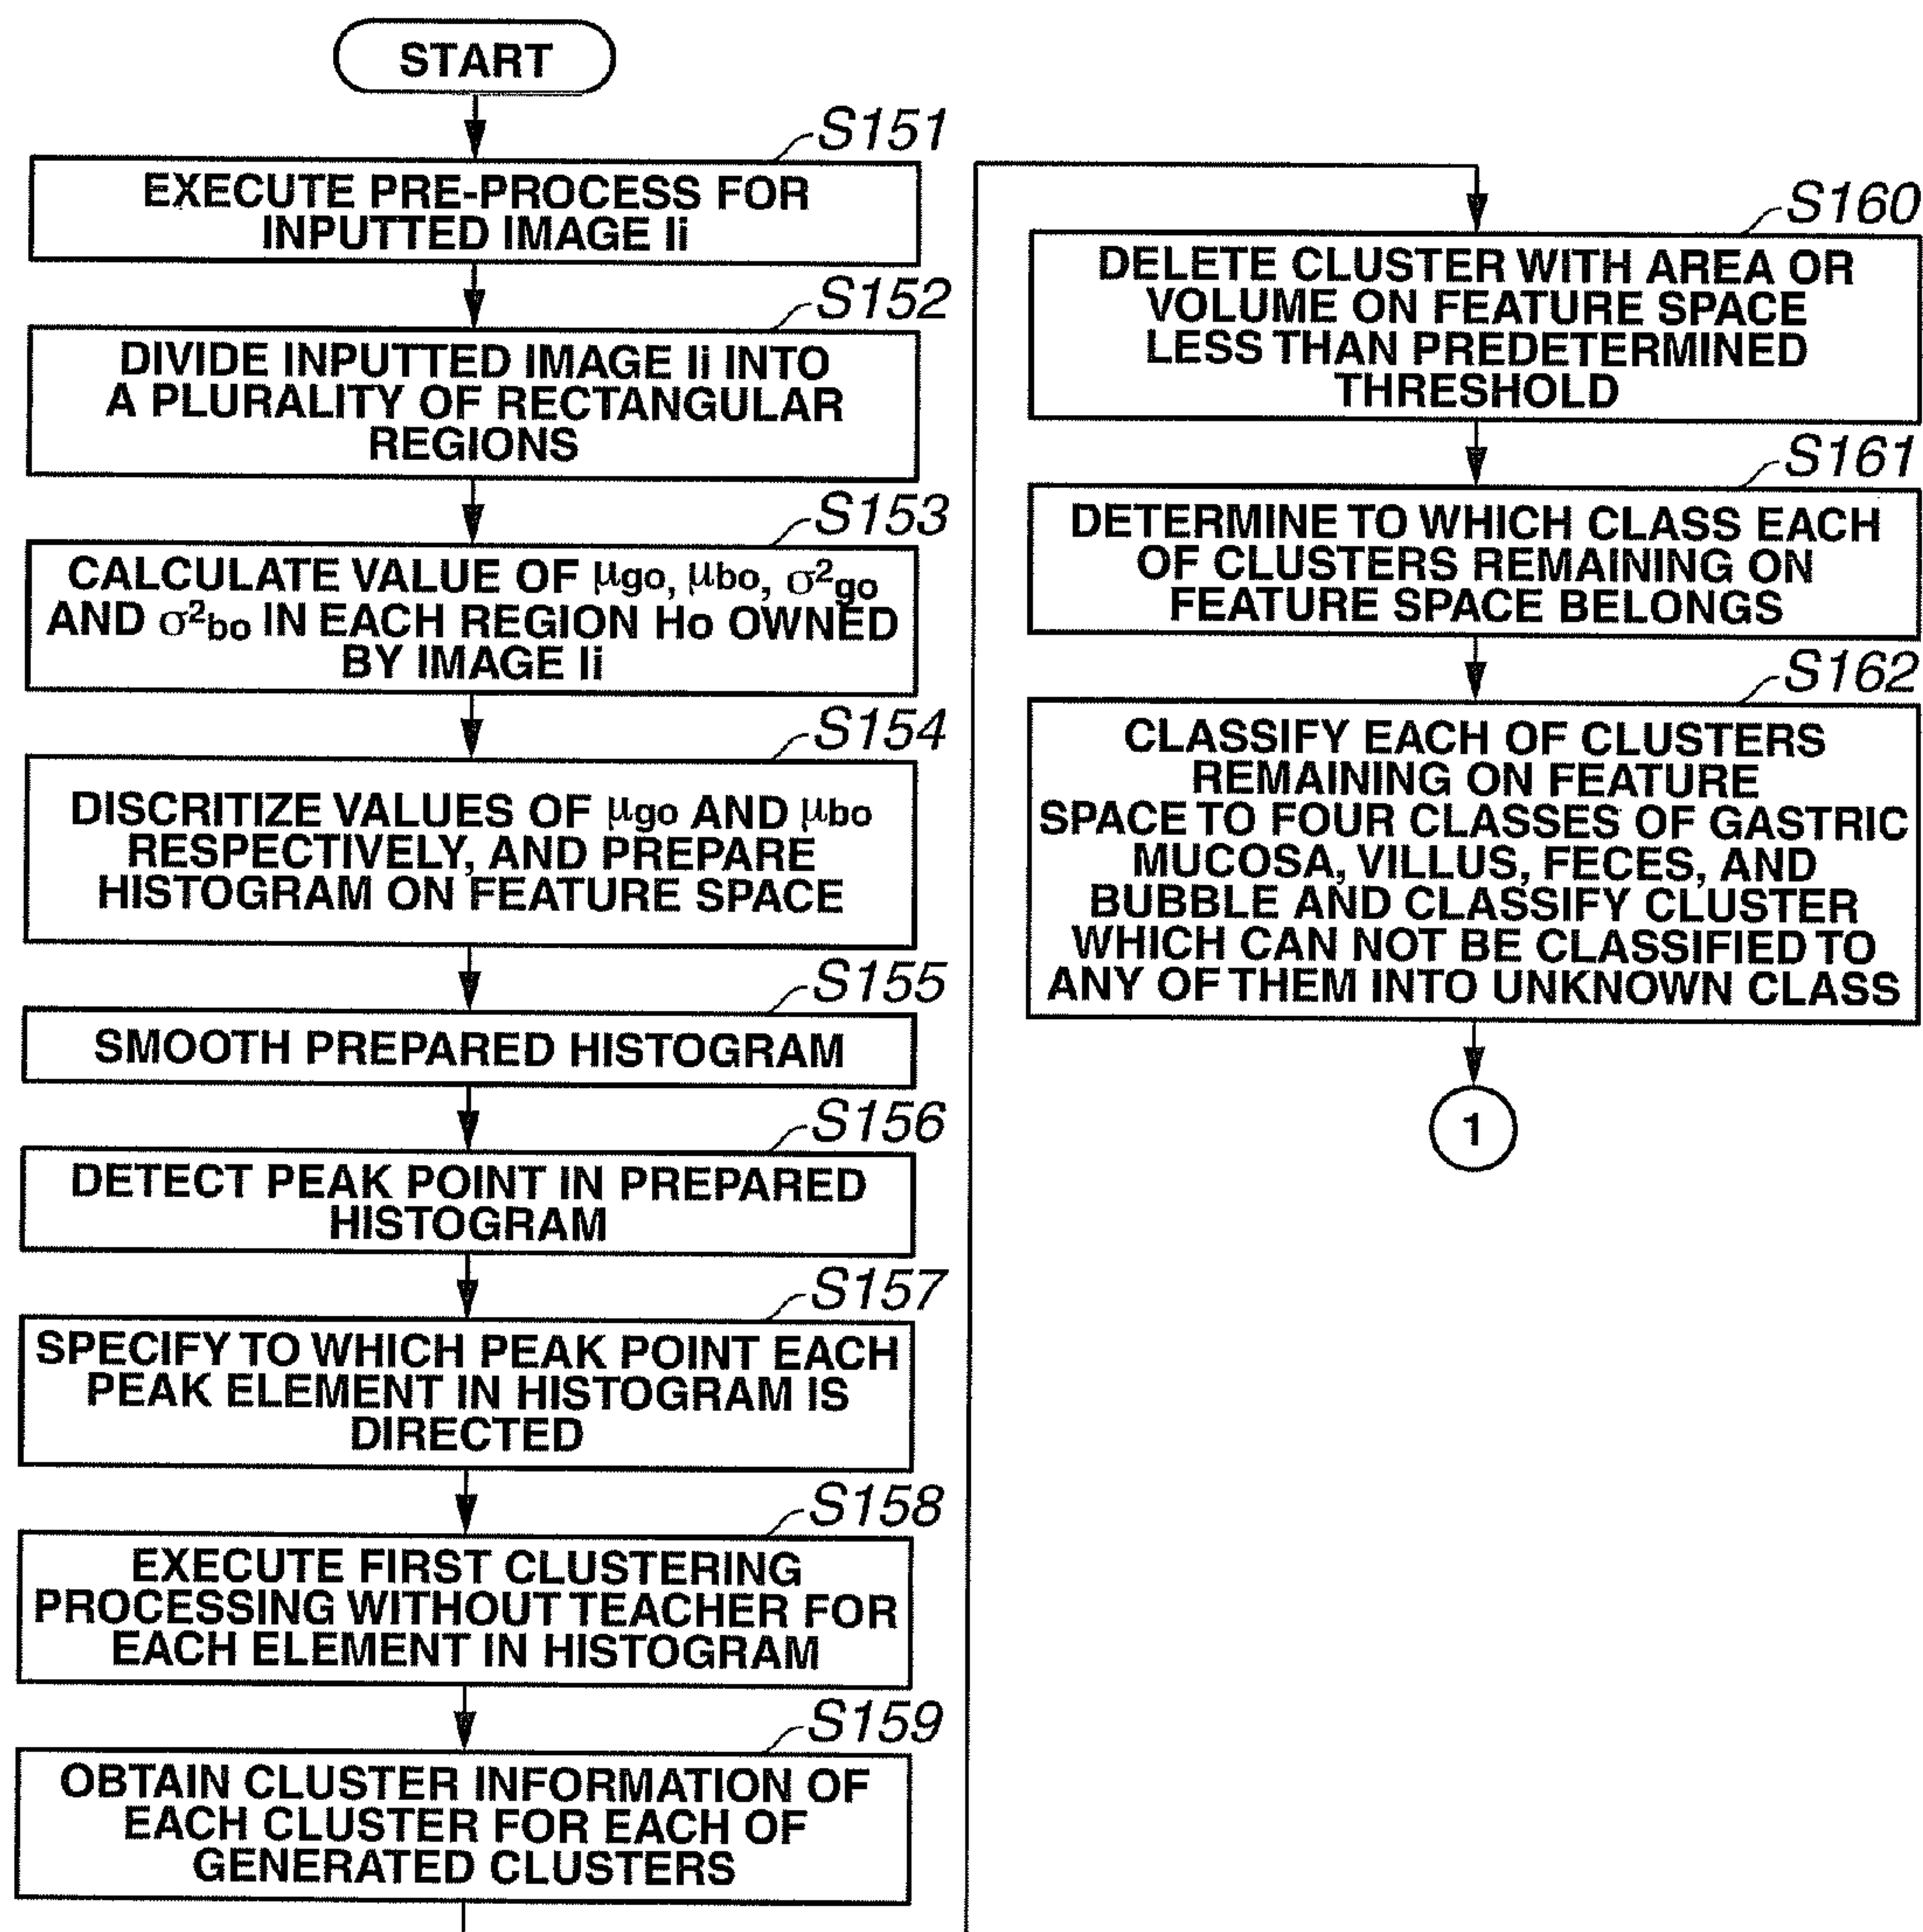 START
S151
EXECUTE PRE-PROCESS FOR
INPUTTED IMAGE Ii
S152
DIVIDE INPUTTED IMAGE Ii INTO
A PLURALITY OF RECTANGULAR
REGIONS
S153
CALCULATE VALUE OF μgo, μbo, σ²go
AND σ²bo IN EACH REGION Ho OWNED
BY IMAGE Ii
S154
DISCRITIZE VALUES OF μgo AND μbo
RESPECTIVELY, AND PREPARE
HISTOGRAM ON FEATURE SPACE
S155
SMOOTH PREPARED HISTOGRAM
S156
DETECT PEAK POINT IN PREPARED
HISTOGRAM
S157
SPECIFY TO WHICH PEAK POINT EACH
PEAK ELEMENT IN HISTOGRAM IS
DIRECTED
S158
EXECUTE FIRST CLUSTERING
PROCESSING WITHOUT TEACHER FOR
EACH ELEMENT IN HISTOGRAM
S159
OBTAIN CLUSTER INFORMATION OF
EACH CLUSTER FOR EACH OF
GENERATED CLUSTERS
S160
DELETE CLUSTER WITH AREA OR
VOLUME ON FEATURE SPACE
LESS THAN PREDETERMINED
THRESHOLD
S161
DETERMINE TO WHICH CLASS EACH
OF CLUSTERS REMAINING ON
FEATURE SPACE BELONGS
S162
CLASSIFY EACH OF CLUSTERS
REMAINING ON FEATURE
SPACE TO FOUR CLASSES OF GASTRIC
MUCOSA, VILLUS, FECES, AND
BUBBLE AND CLASSIFY CLUSTER
WHICH CAN NOT BE CLASSIFIED TO
ANY OF THEM INTO UNKNOWN CLASS
1